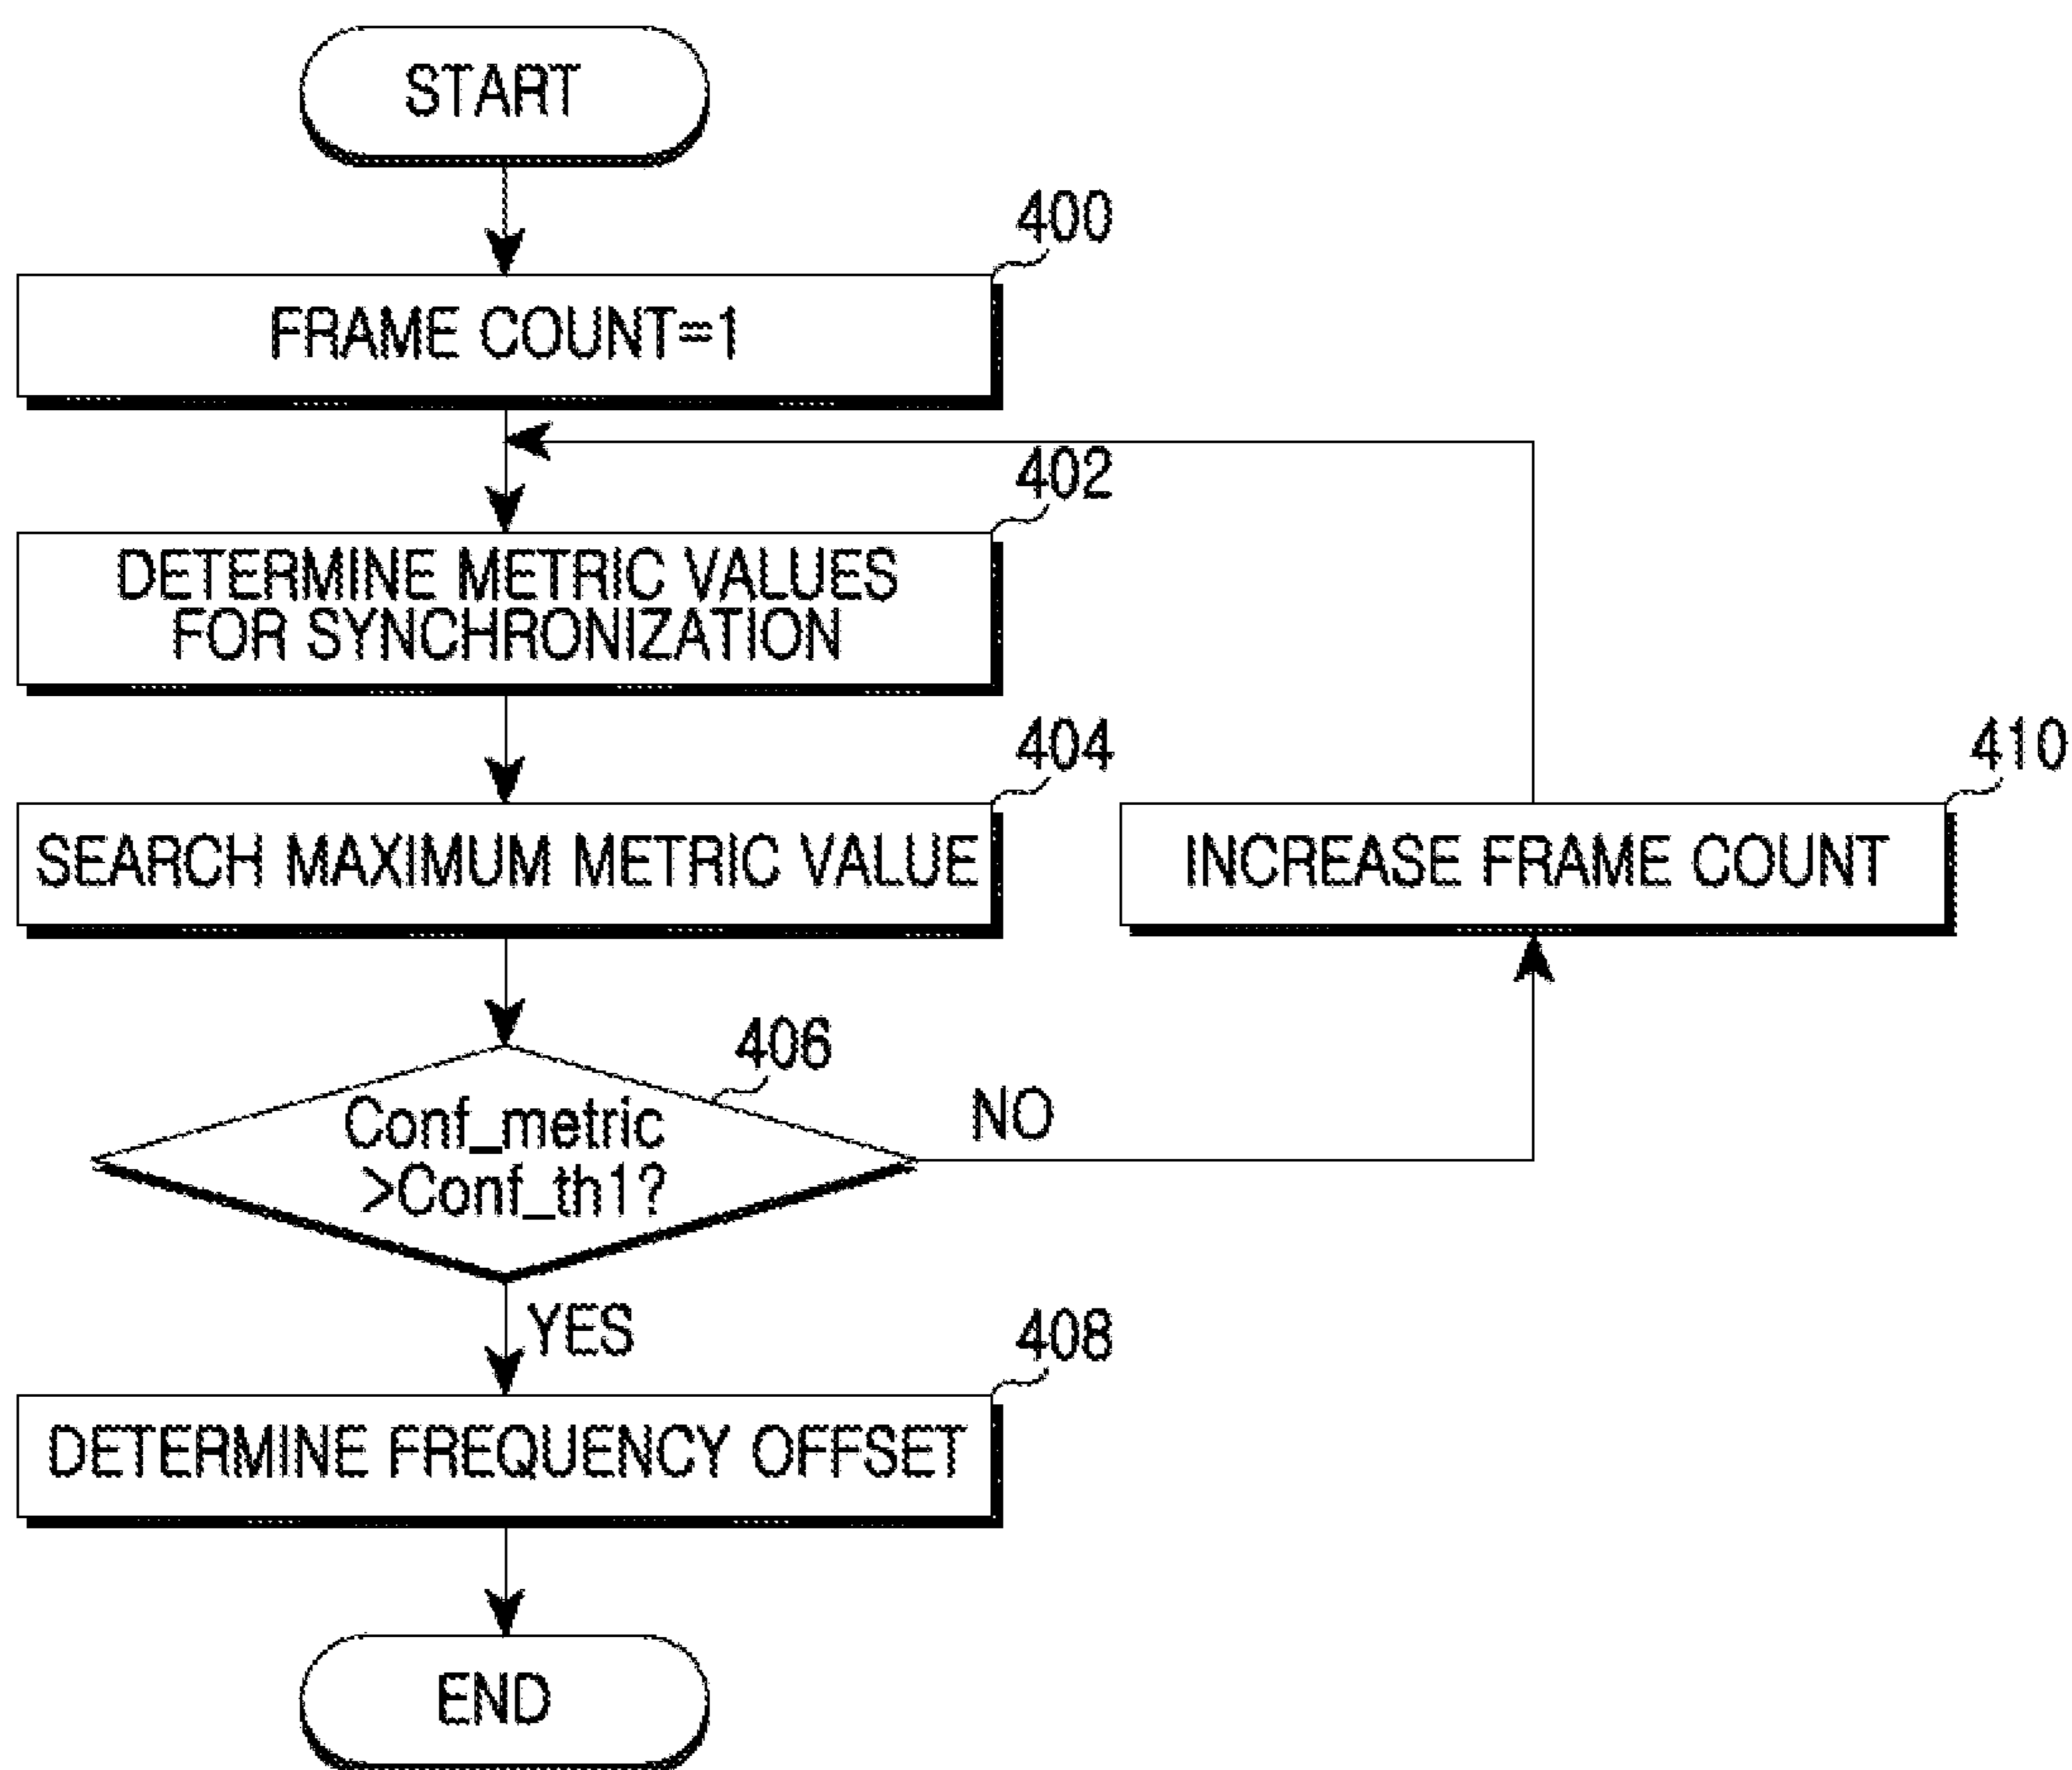 START
400
FRAME COUNT=1
402
DETERMINE METRIC VALUES
FOR SYNCHRONIZATION
404
SEARCH MAXIMUM METRIC VALUE
410
INCREASE FRAME COUNT
406
Conf_metric
>Conf_th1?
NO
YES
408
DETERMINE FREQUENCY OFFSET
END